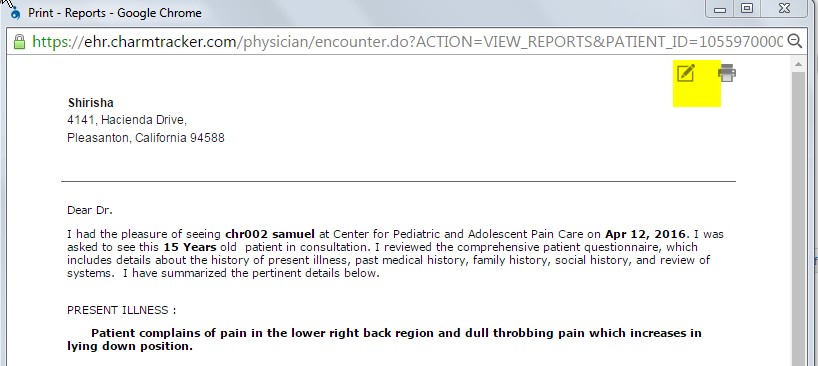 Print - Reports - Google Chrome
https://ehr.charmtracker.com/physician/encounter.do?ACTION=VIEW_REPORTS&PATIENT_ID=1055970000
Shirisha
4141, Hacienda Drive,
Pleasanton, California 94588
Dear Dr.
I had the pleasure of seeing chr002 samuel at Center for Pediatric and Adolescent Pain Care on Apr 12, 2016. I was
asked to see this 15 Years old  patient in consultation. I reviewed the comprehensive patient questionnaire, which
includes details about the history of present illness, past medical history, family history, social history, and review of
systems.  I have summarized the pertinent details below.
PRESENT ILLNESS :
Patient complains of pain in the lower right back region and dull throbbing pain which increases in
lying down position.